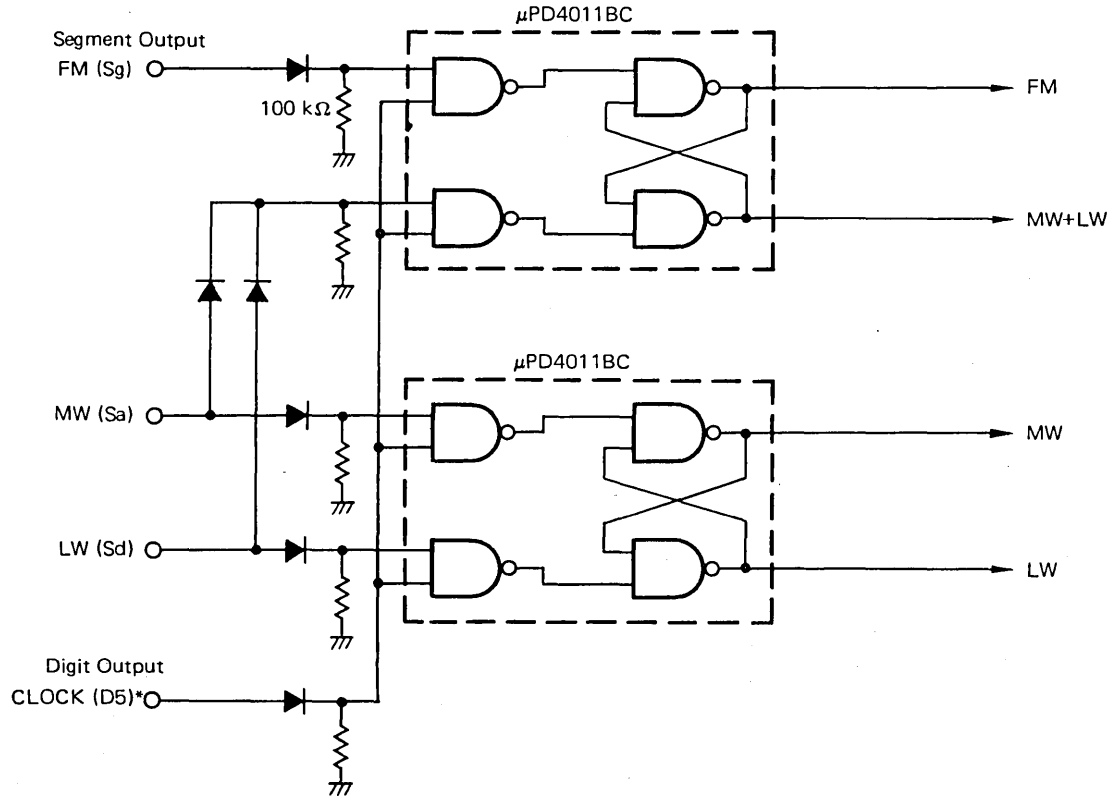 μPD4011BC
Segment Output
FM (Sg)
100 kΩ
FM
MW+LW
μPD4011BC
MW (Sa)
MW
LW (Sd)
LW
Digit Output
CLOCK (D5)*